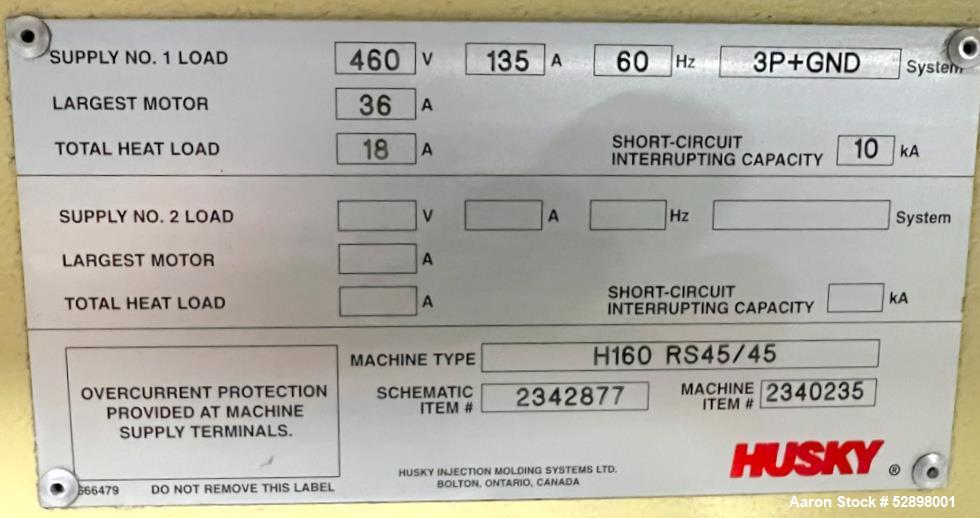 SUPPLY NO. 1 LOAD 460 V 135 A 60 Hz 3P+GND System
LARGEST MOTOR 36 A
TOTAL HEAT LOAD 18 A SHORT-CIRCUIT
INTERRUPTING CAPACITY 10 kA
SUPPLY NO. 2 LOAD V A Hz System
LARGEST MOTOR A
TOTAL HEAT LOAD A SHORT-CIRCUIT
INTERRUPTING CAPACITY kA
MACHINE TYPE H160 RS45/45
OVERCURRENT PROTECTION
PROVIDED AT MACHINE
SUPPLY TERMINALS.
SCHEMATIC
ITEM # 2342877
MACHINE
ITEM # 2340235
HUSKY ®
HUSKY INJECTION MOLDING SYSTEMS LTD.
BOLTON, ONTARIO, CANADA
DO NOT REMOVE THIS LABEL
Aaron Stock # 52898001